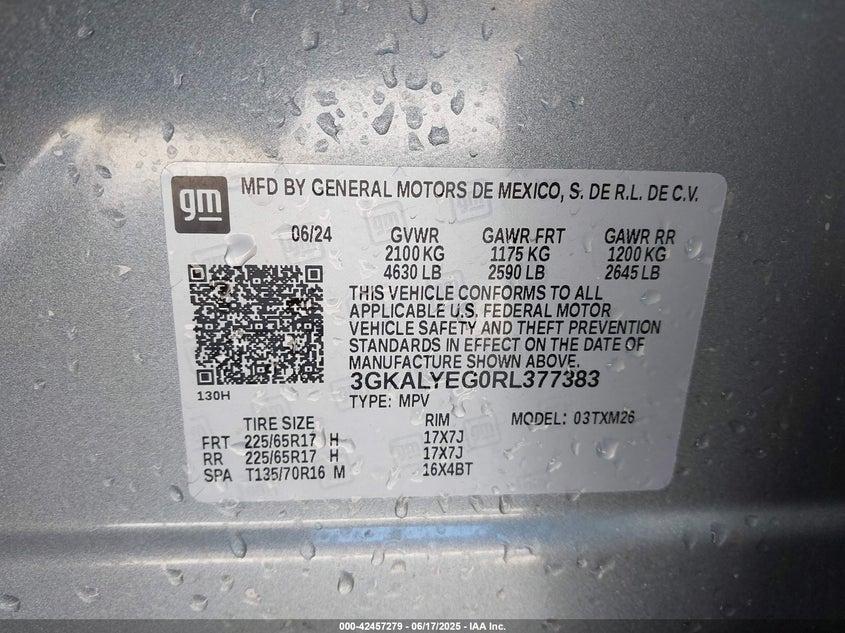 gm
MFD BY GENERAL MOTORS DE MEXICO, S. DE R.L. DE C.V.
06/24 GVWR GAWR FRT GAWR RR
2100 KG 1175 KG 1200 KG
4630 LB 2590 LB 2645 LB
THIS VEHICLE CONFORMS TO ALL
APPLICABLE U.S. FEDERAL MOTOR
VEHICLE SAFETY AND THEFT PREVENTION
STANDARDS IN EFFECT ON THE DATE OF
MANUFACTURE SHOWN ABOVE.
3GKALYEG0RL377383
130H
TYPE: MPV
TIRE SIZE RIM MODEL: 03TXM26
FRT 225/65R17 H 17X7J
RR 225/65R17 H 17X7J
SPA T135/70R16 M 16X4BT
000-42457279 - 06/17/2025 - IAA Inc.